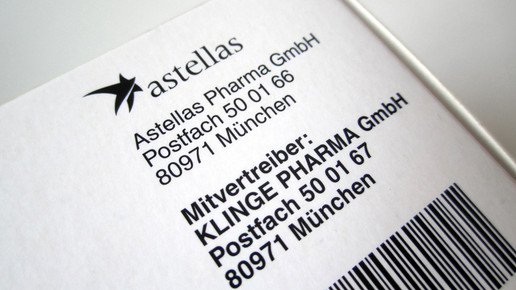 astellas
Astellas Pharma GmbH
Postfach 50 01 66
80971 München
Mitvertreiber:
KLINGE PHARMA GmbH
Postfach 50 01 67
80971 München